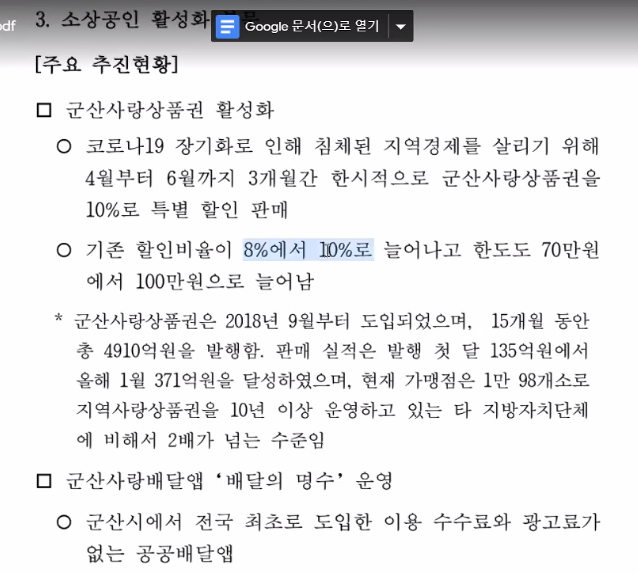 df
3. 소상공인 활성화
Google 문서(으)로 열기
[주요 추진현황]
□ 군산사랑상품권 활성화
○ 코로나19 장기화로 인해 침체된 지역경제를 살리기 위해
4월부터 6월까지 3개월간 한시적으로 군산사랑상품권을
10%로 특별 할인 판매
○ 기존 할인비율이 8%에서 10%로 늘어나고 한도도 70만원
에서 100만원으로 늘어남
* 군산사랑상품권은 2018년 9월부터 도입되었으며, 15개월 동안
총 4910억원을 발행함. 판매 실적은 발행 첫 달 135억원에서
올해 1월 371억원을 달성하였으며, 현재 가맹점은 1만 98개소로
지역사랑상품권을 10년 이상 운영하고 있는 타 지방자치단체
에 비해서 2배가 넘는 수준임
□ 군산사랑배달앱 ‘배달의 명수’ 운영
○ 군산시에서 전국 최초로 도입한 이용 수수료와 광고료가
없는 공공배달앱